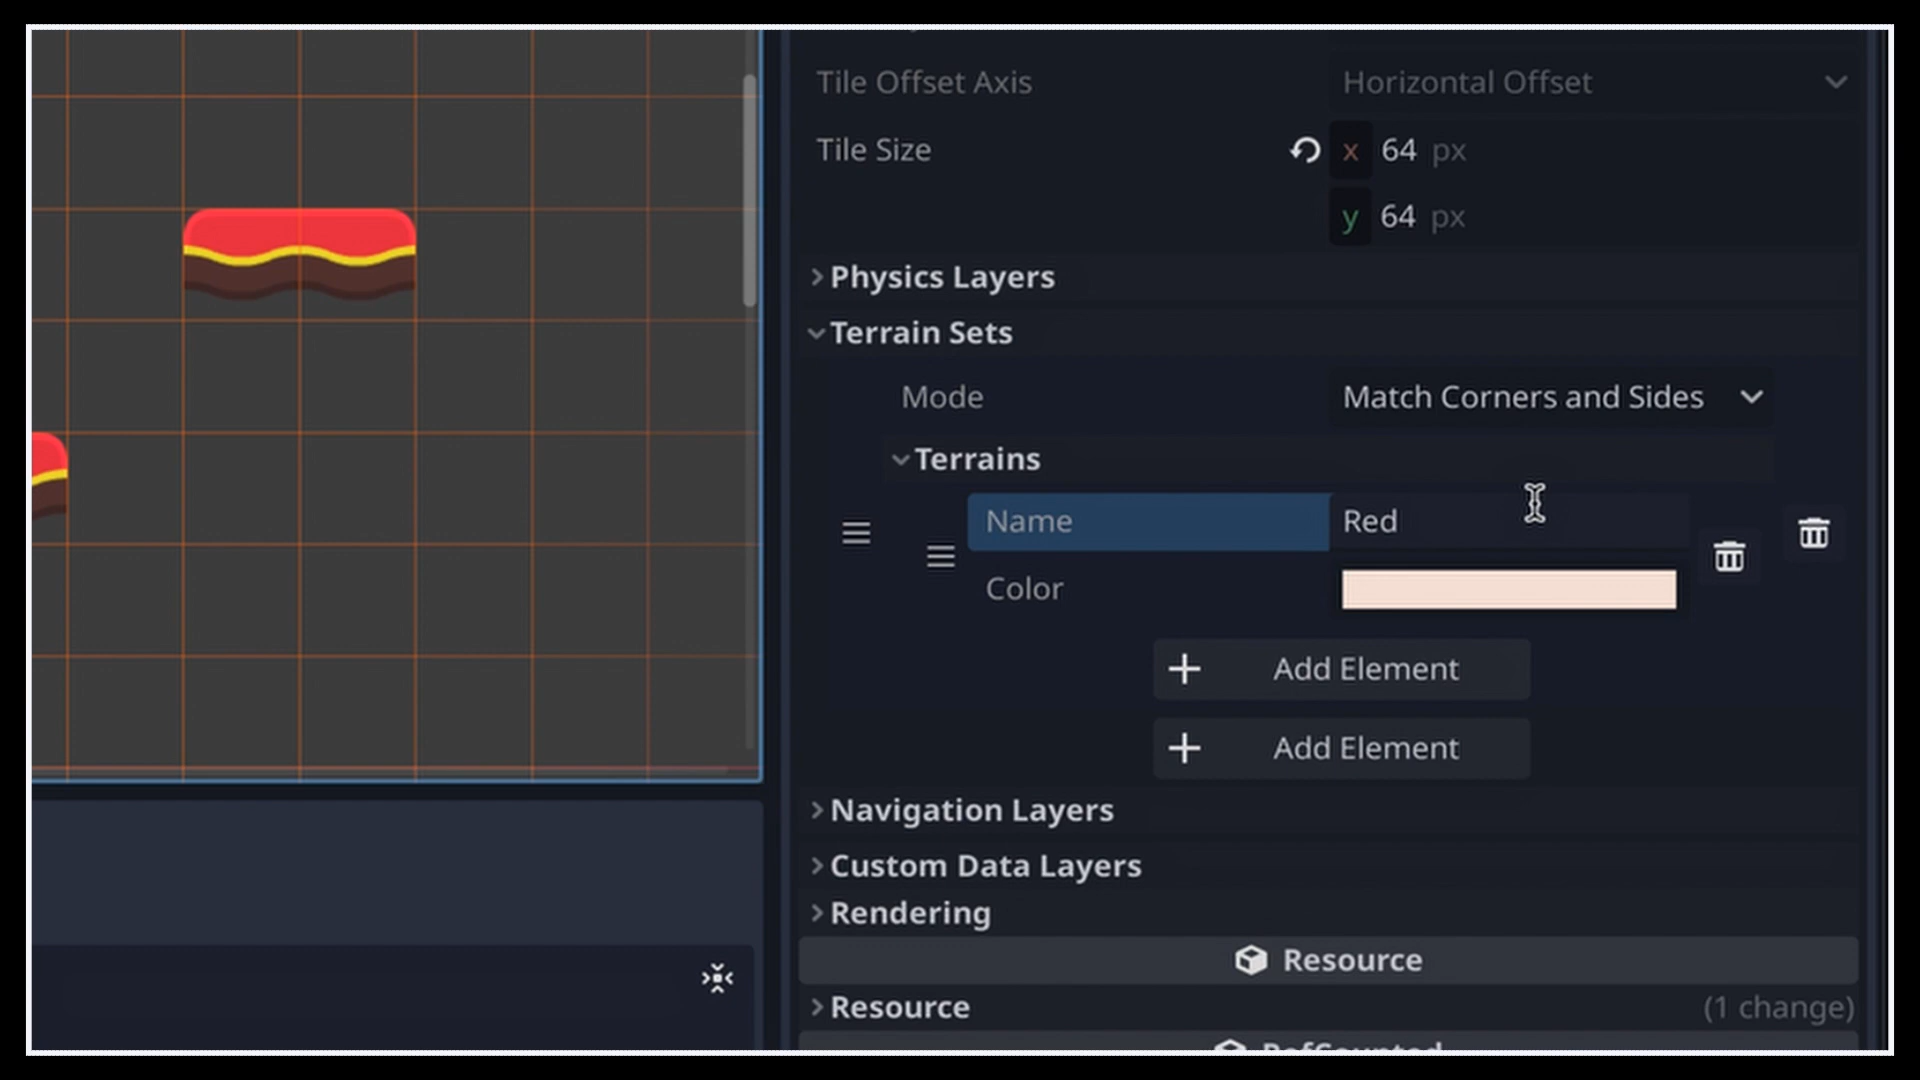 Tile Offset Axis Horizontal Offset
Tile Size x 64 px
y 64 px
Physics Layers
Terrain Sets
Mode Match Corners and Sides
Terrains
Name Red
Color
Add Element
Add Element
Navigation Layers
Custom Data Layers
Rendering
Resource
Resource (1 change)
RefCounted